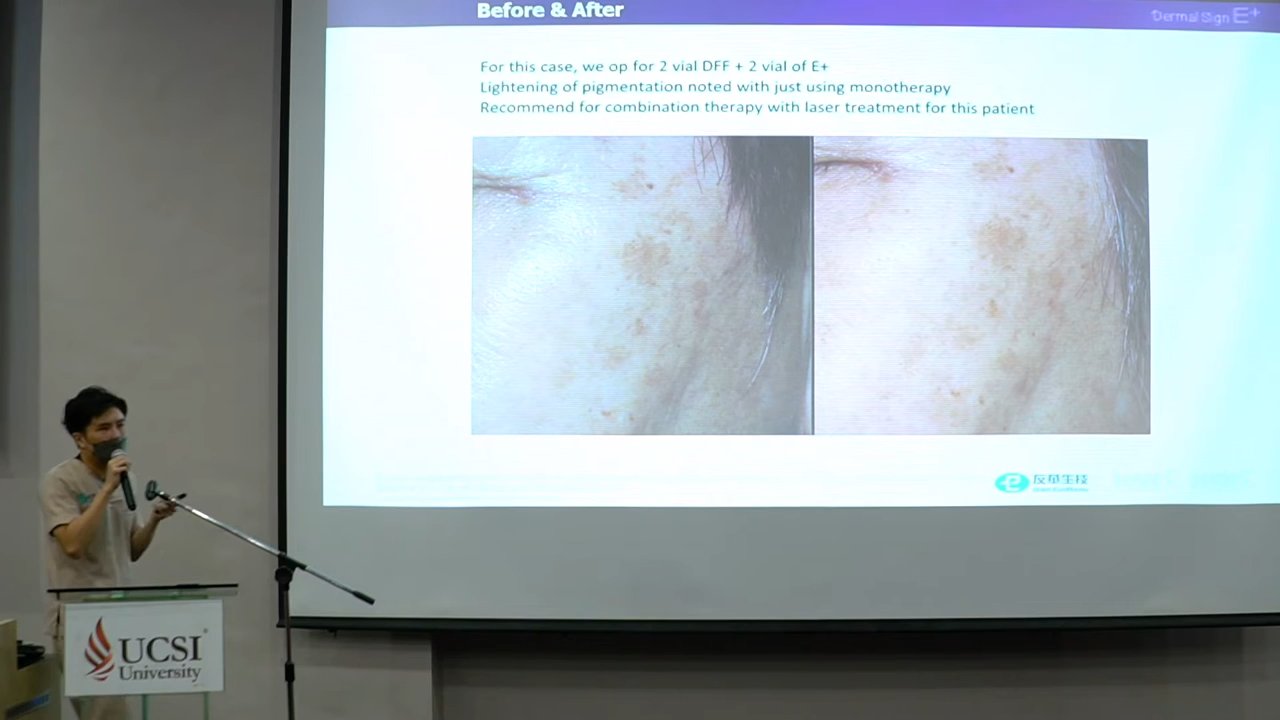 Before & After
Dermal Sign E+
For this case, we op for 2 vial DFF + 2 vial of E+
Lightening of pigmentation noted with just using monotherapy
Recommend for combination therapy with laser treatment for this patient
UCSI
University